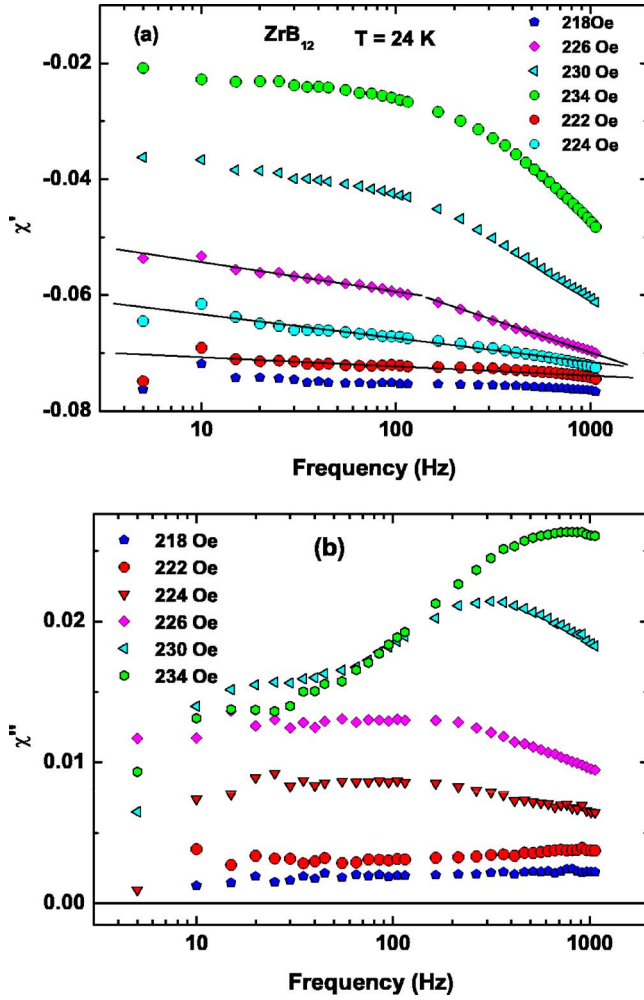 (a) ZrB12 T = 24 K
218Oe
226 Oe
230 Oe
234 Oe
222 Oe
224 Oe
-0.02
-0.04
-0.06
-0.08
χ'
10 100 1000
Frequency (Hz)
(b)
218 Oe
222 Oe
224 Oe
226 Oe
230 Oe
234 Oe
0.02
0.01
0.00
χ''
10 100 1000
Frequency (Hz)